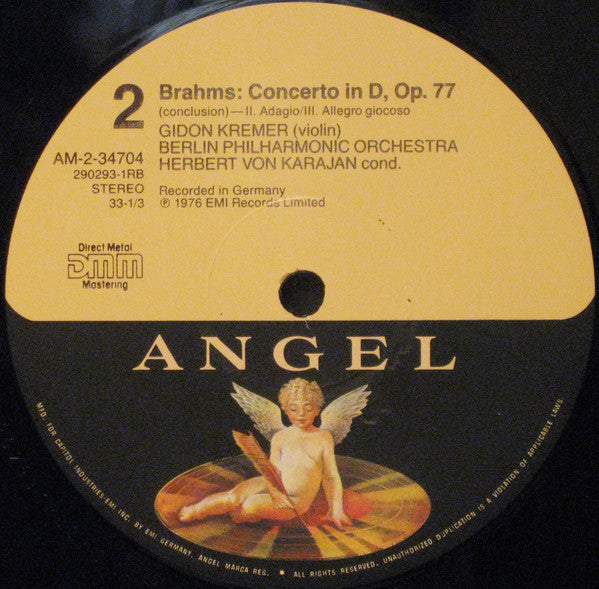 2
Brahms: Concerto in D, Op. 77
(conclusion)—II. Adagio/III. Allegro giocoso
GIDON KREMER (violin)
BERLIN PHILHARMONIC ORCHESTRA
HERBERT VON KARAJAN cond.
AM-2-34704
290293-1RB
STEREO
33-1/3
Recorded in Germany
℗ 1976 EMI Records Limited
Direct Metal
DMM
Mastering
ANGEL
MFD. FOR CAPITOL INDUSTRIES-EMI INC. BY EMI GERMANY. ANGEL MARCA REG. • ALL RIGHTS RESERVED. UNAUTHORIZED DUPLICATION IS A VIOLATION OF APPLICABLE LAWS.